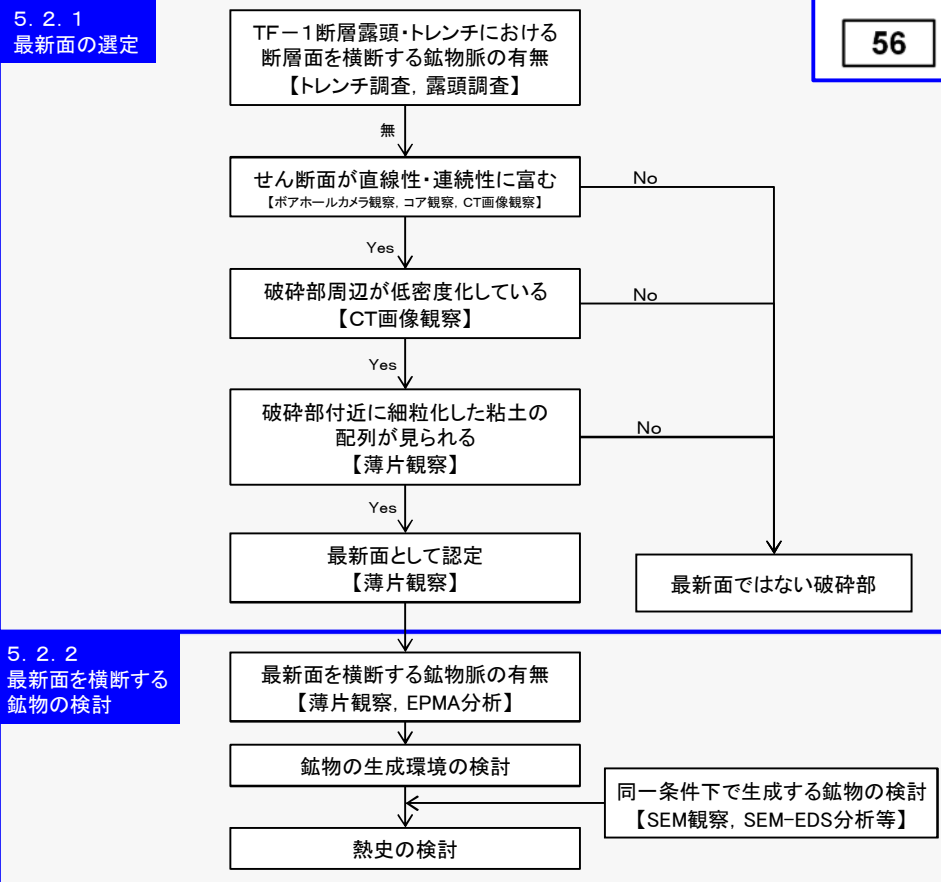 5．2．1
最新面の選定
56
TF－1断層露頭・トレンチにおける
断層面を横断する鉱物脈の有無
【トレンチ調査，露頭調査】
無
せん断面が直線性・連続性に富む
【ボアホールカメラ観察，コア観察，CT画像観察】
No
Yes
破砕部周辺が低密度化している
【CT画像観察】
No
Yes
破砕部付近に細粒化した粘土の
配列が見られる
【薄片観察】
No
Yes
最新面として認定
【薄片観察】
最新面ではない破砕部
5．2．2
最新面を横断する
鉱物の検討
最新面を横断する鉱物脈の有無
【薄片観察，EPMA分析】
鉱物の生成環境の検討
同一条件下で生成する鉱物の検討
【SEM観察，SEM-EDS分析等】
熱史の検討